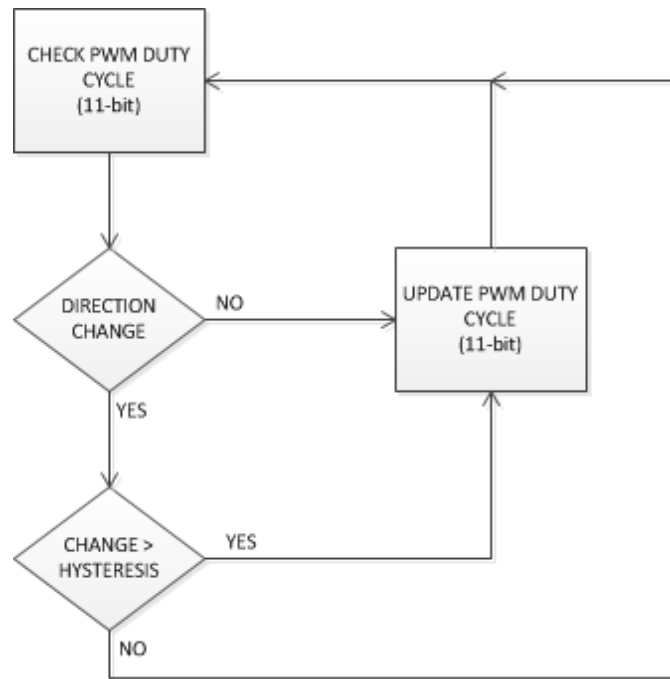 CHECK PWM DUTY
CYCLE
(11-bit)
DIRECTION
CHANGE
NO
UPDATE PWM DUTY
CYCLE
(11-bit)
YES
CHANGE >
HYSTERESIS
YES
NO